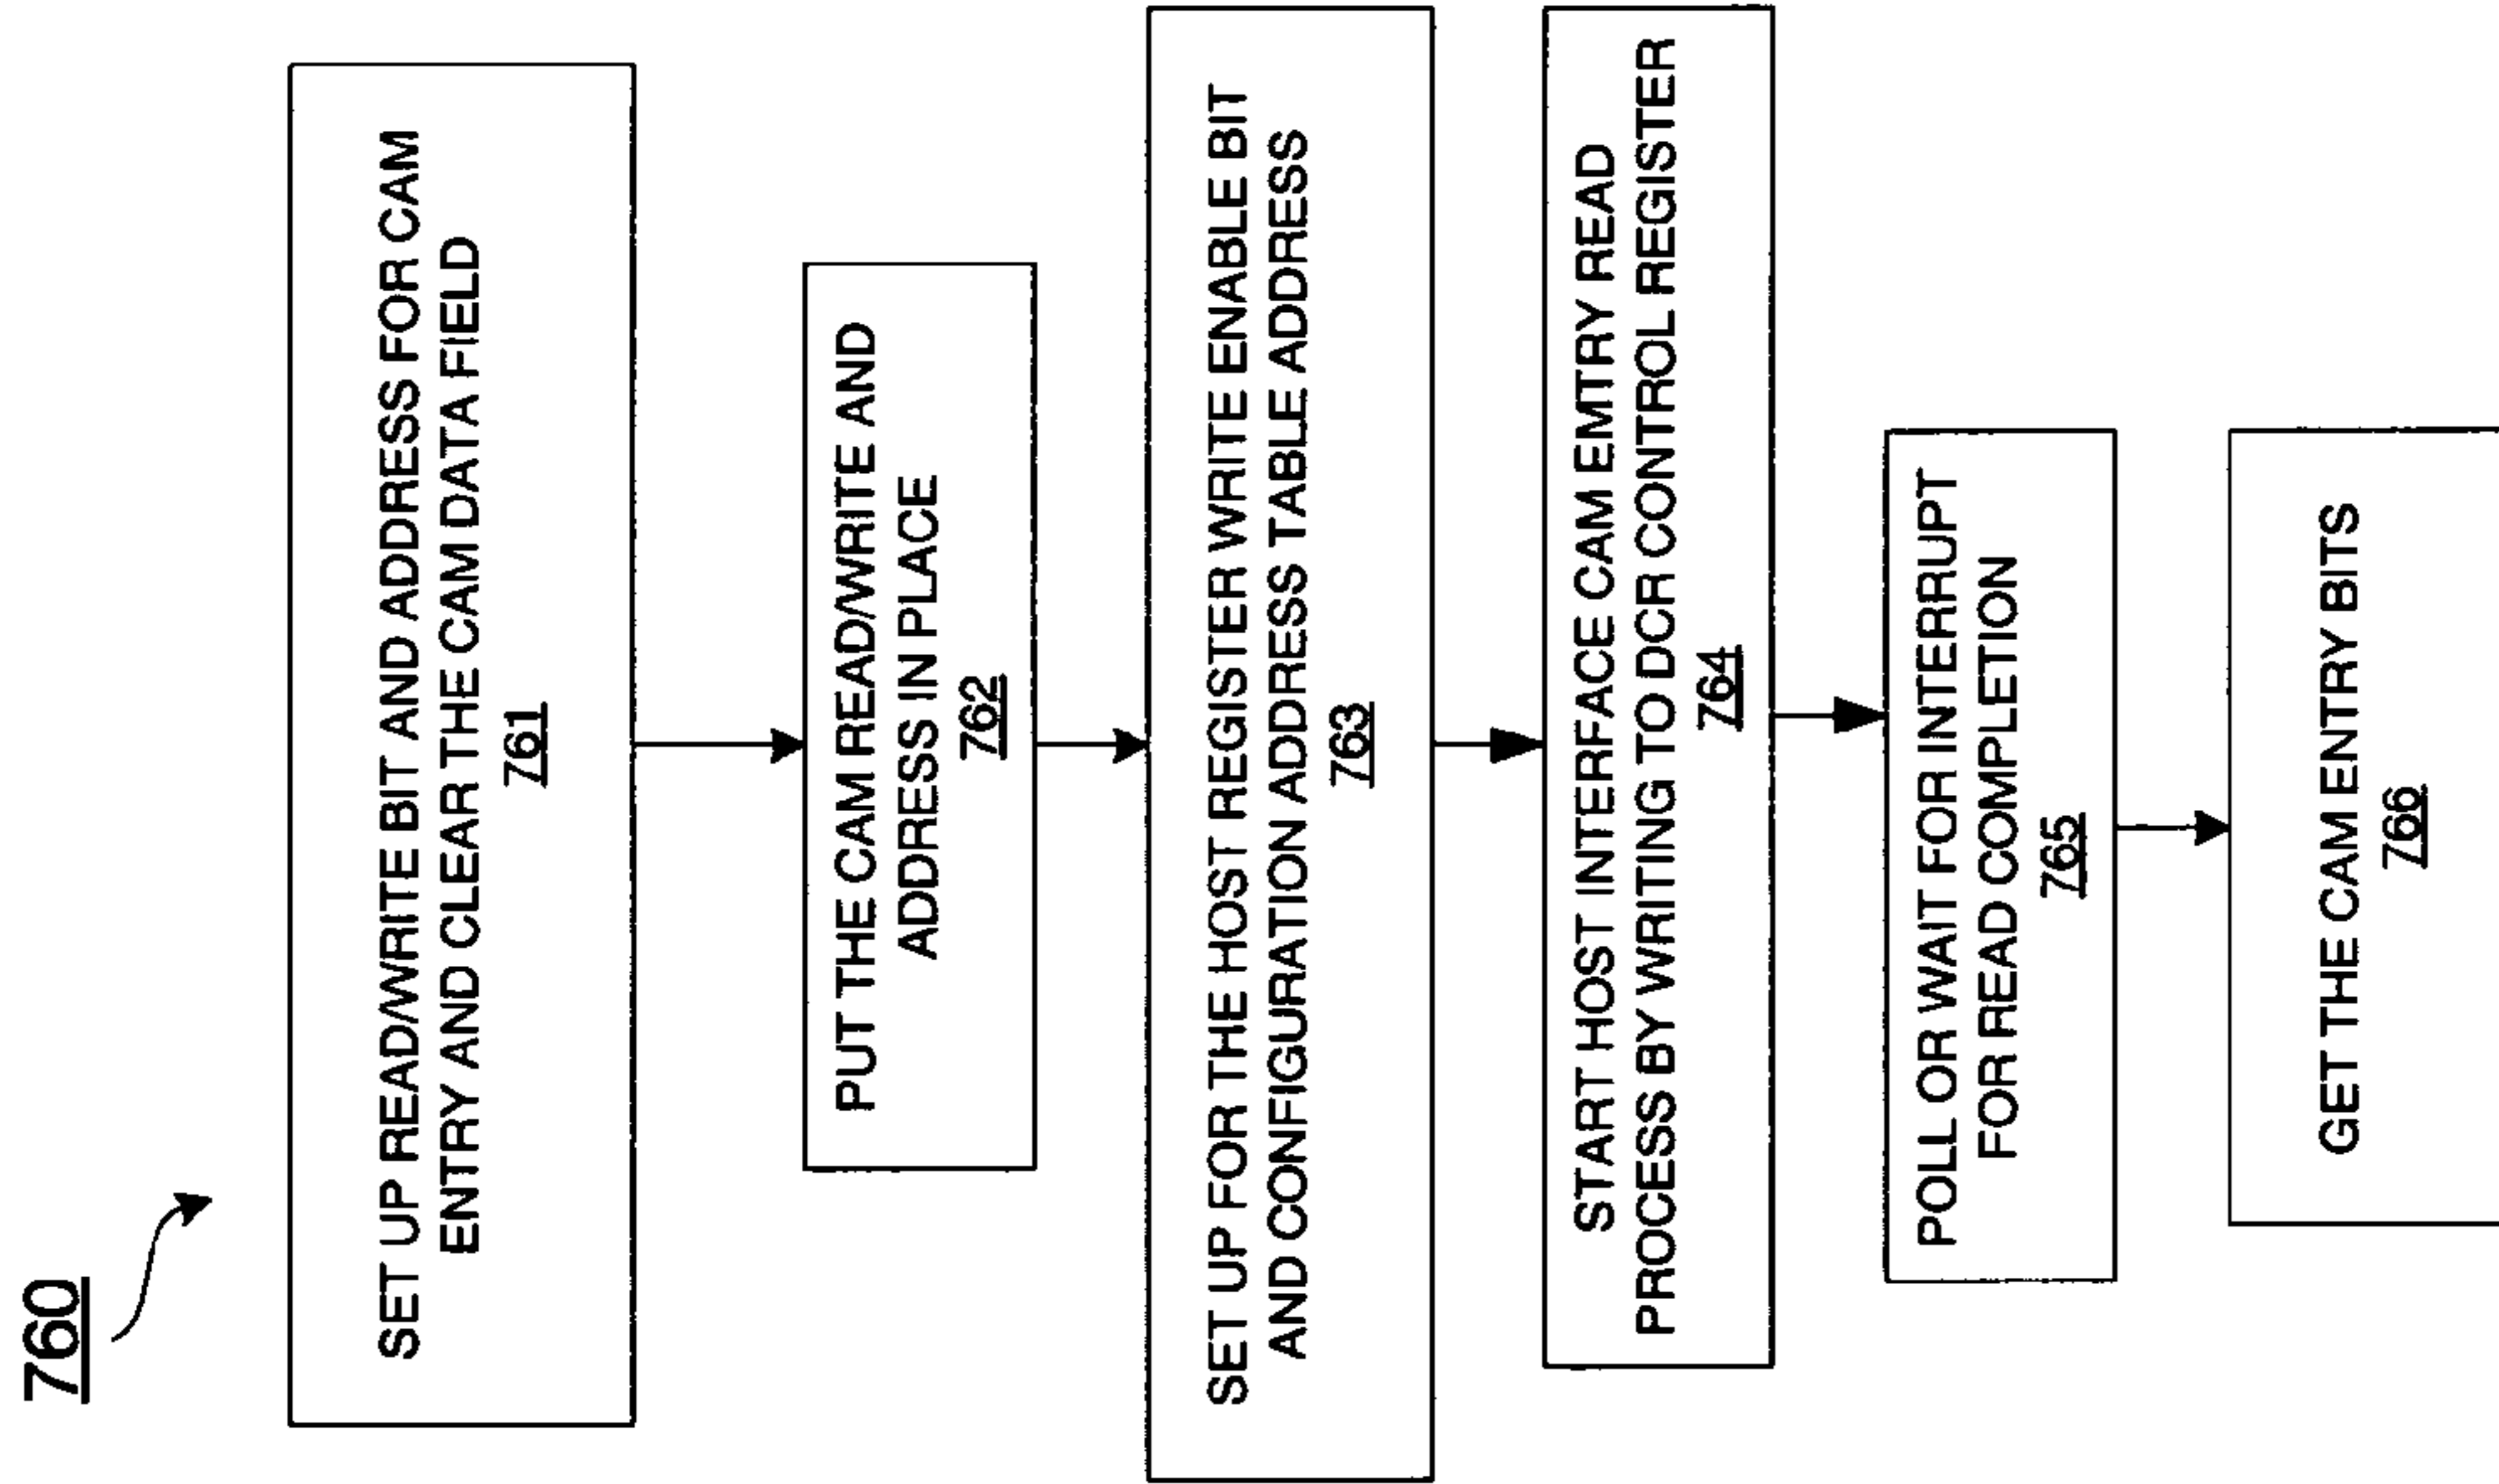 760
SET UP READ/WRITE BIT AND ADDRESS FOR CAM
ENTRY AND CLEAR THE CAM DATA FIELD
761
PUT THE CAM READ/WRITE AND
ADDRESS IN PLACE
762
SET UP FOR THE HOST REGISTER WRITE ENABLE BIT
AND CONFIGURATION ADDRESS TABLE ADDRESS
763
START HOST INTERFACE CAM EMTRY READ
PROCESS BY WRITING TO DCR CONTROL REGISTER
764
POLL OR WAIT FOR INTERRUPT
FOR READ COMPLETION
765
GET THE CAM ENTRY BITS
766